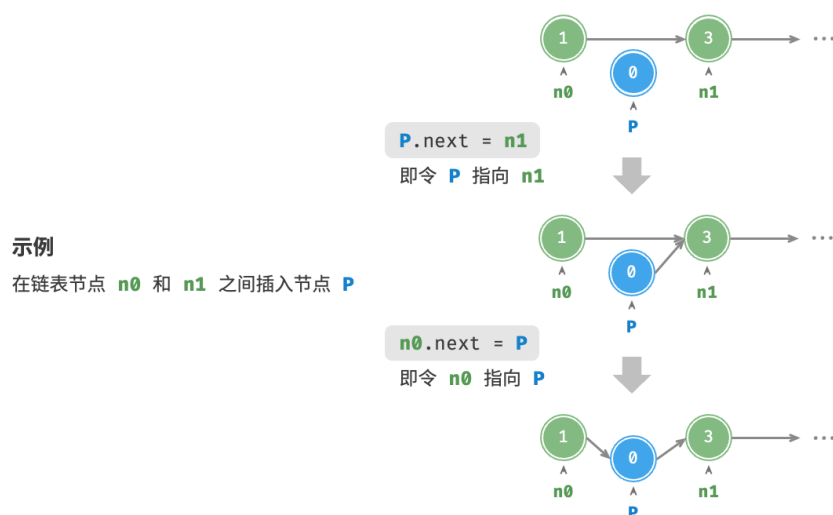 1 3 ...
0
n0 n1
P
P.next = n1
即令 P 指向 n1
1 3 ...
示例
0
在链表节点 n0 和 n1 之间插入节点 P
n0 n1
P
n0.next = P
即令 n0 指向 P
1 3 ...
0
n0 n1
P